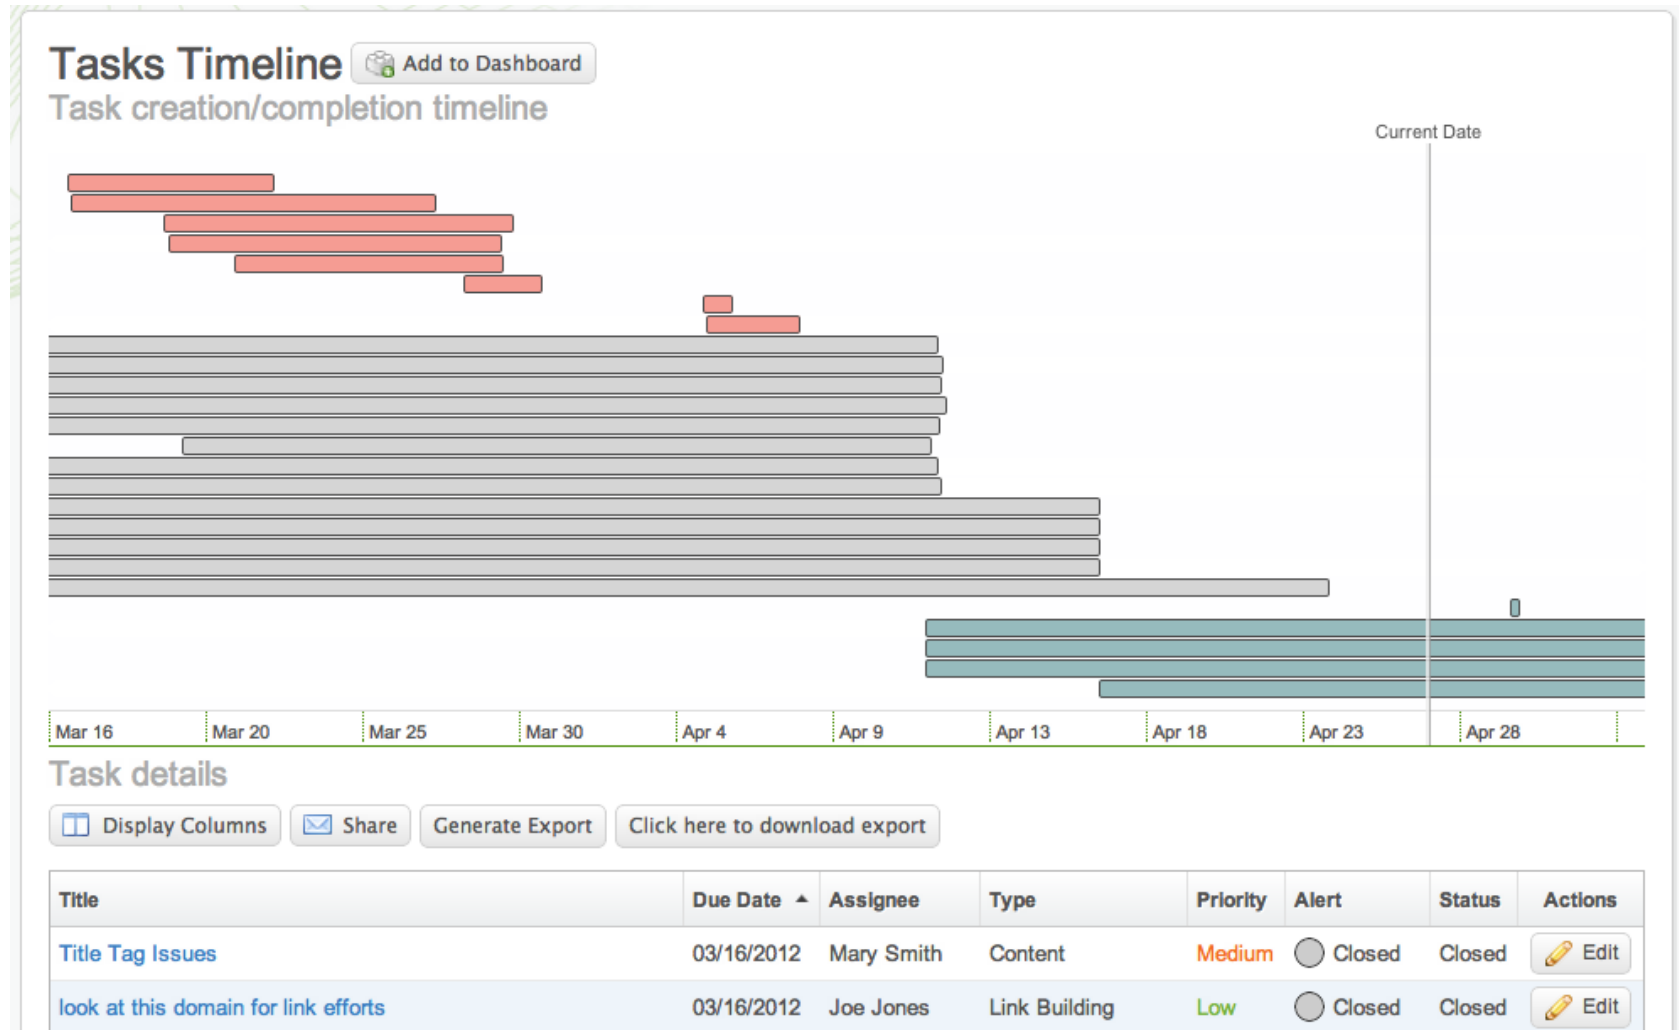 Tasks Timeline Add to Dashboard
Task creation/completion timeline
Current Date
Mar 16 Mar 20 Mar 25 Mar 30 Apr 4 Apr 9 Apr 13 Apr 18 Apr 23 Apr 28
Task details
Display Columns Share Generate Export Click here to download export
Title Due Date Assignee Type Priority Alert Status Actions
Title Tag Issues 03/16/2012 Mary Smith Content Medium Closed Closed Edit
look at this domain for link efforts 03/16/2012 Joe Jones Link Building Low Closed Closed Edit